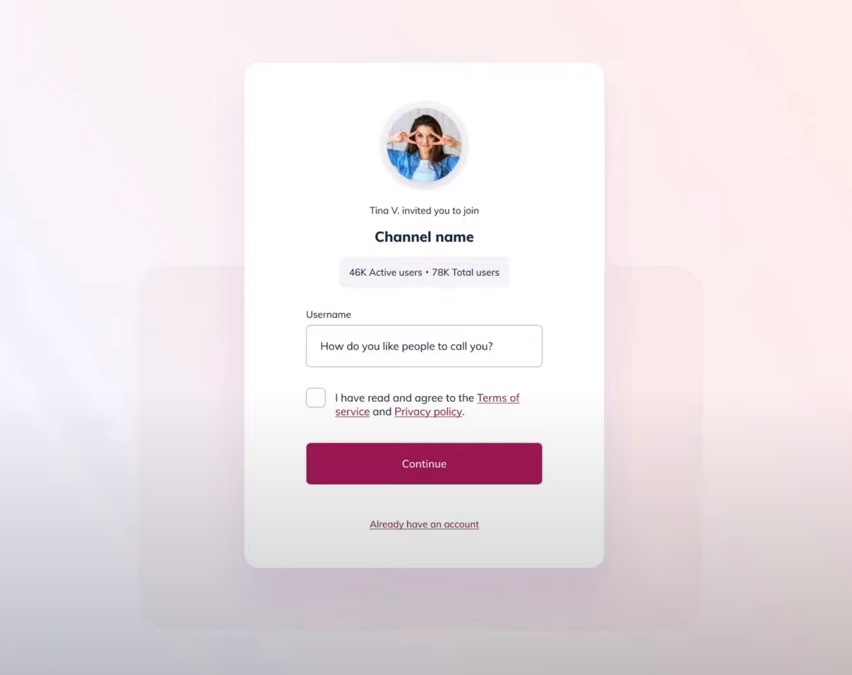 Tina V. invited you to join
Channel name
46K Active users • 78K Total users
Username
How do you like people to call you?
I have read and agree to the Terms of
service and Privacy policy.
Continue
Already have an account